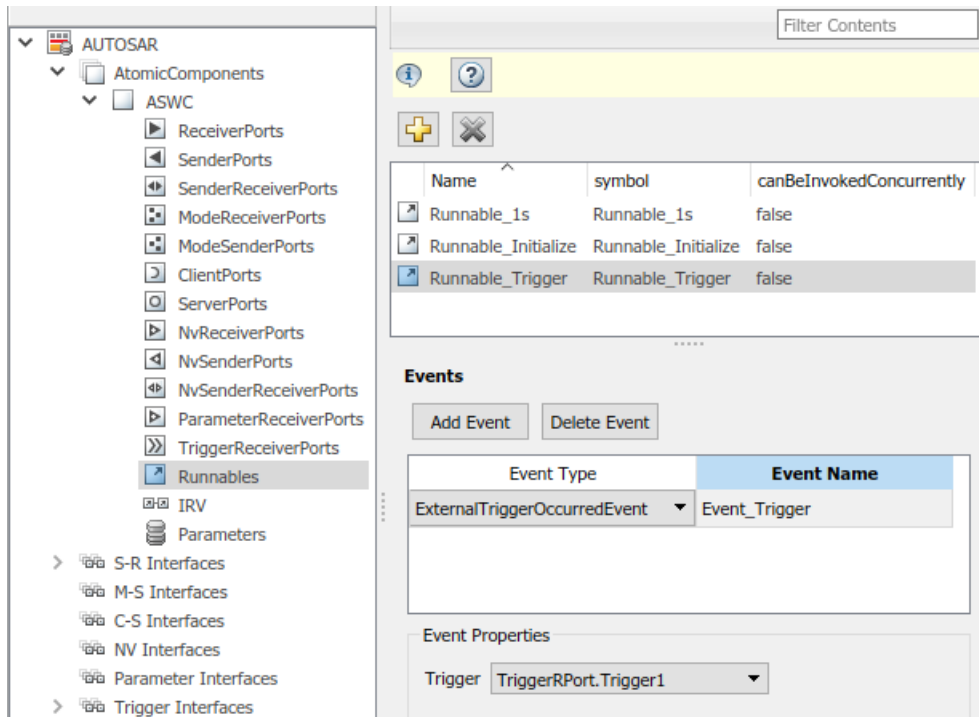 AUTOSAR
AtomicComponents
ASWC
ReceiverPorts
SenderPorts
SenderReceiverPorts
ModeReceiverPorts
ModeSenderPorts
ClientPorts
ServerPorts
NvReceiverPorts
NvSenderPorts
NvSenderReceiverPorts
ParameterReceiverPorts
TriggerReceiverPorts
Runnables
IRV
Parameters
S-R Interfaces
M-S Interfaces
C-S Interfaces
NV Interfaces
Parameter Interfaces
Trigger Interfaces
Filter Contents
Name symbol canBeInvokedConcurrently
Runnable_1s Runnable_1s false
Runnable_Initialize Runnable_Initialize false
Runnable_Trigger Runnable_Trigger false
Events
Add Event Delete Event
Event Type Event Name
ExternalTriggerOccurredEvent Event_Trigger
Event Properties
Trigger TriggerRPort.Trigger1